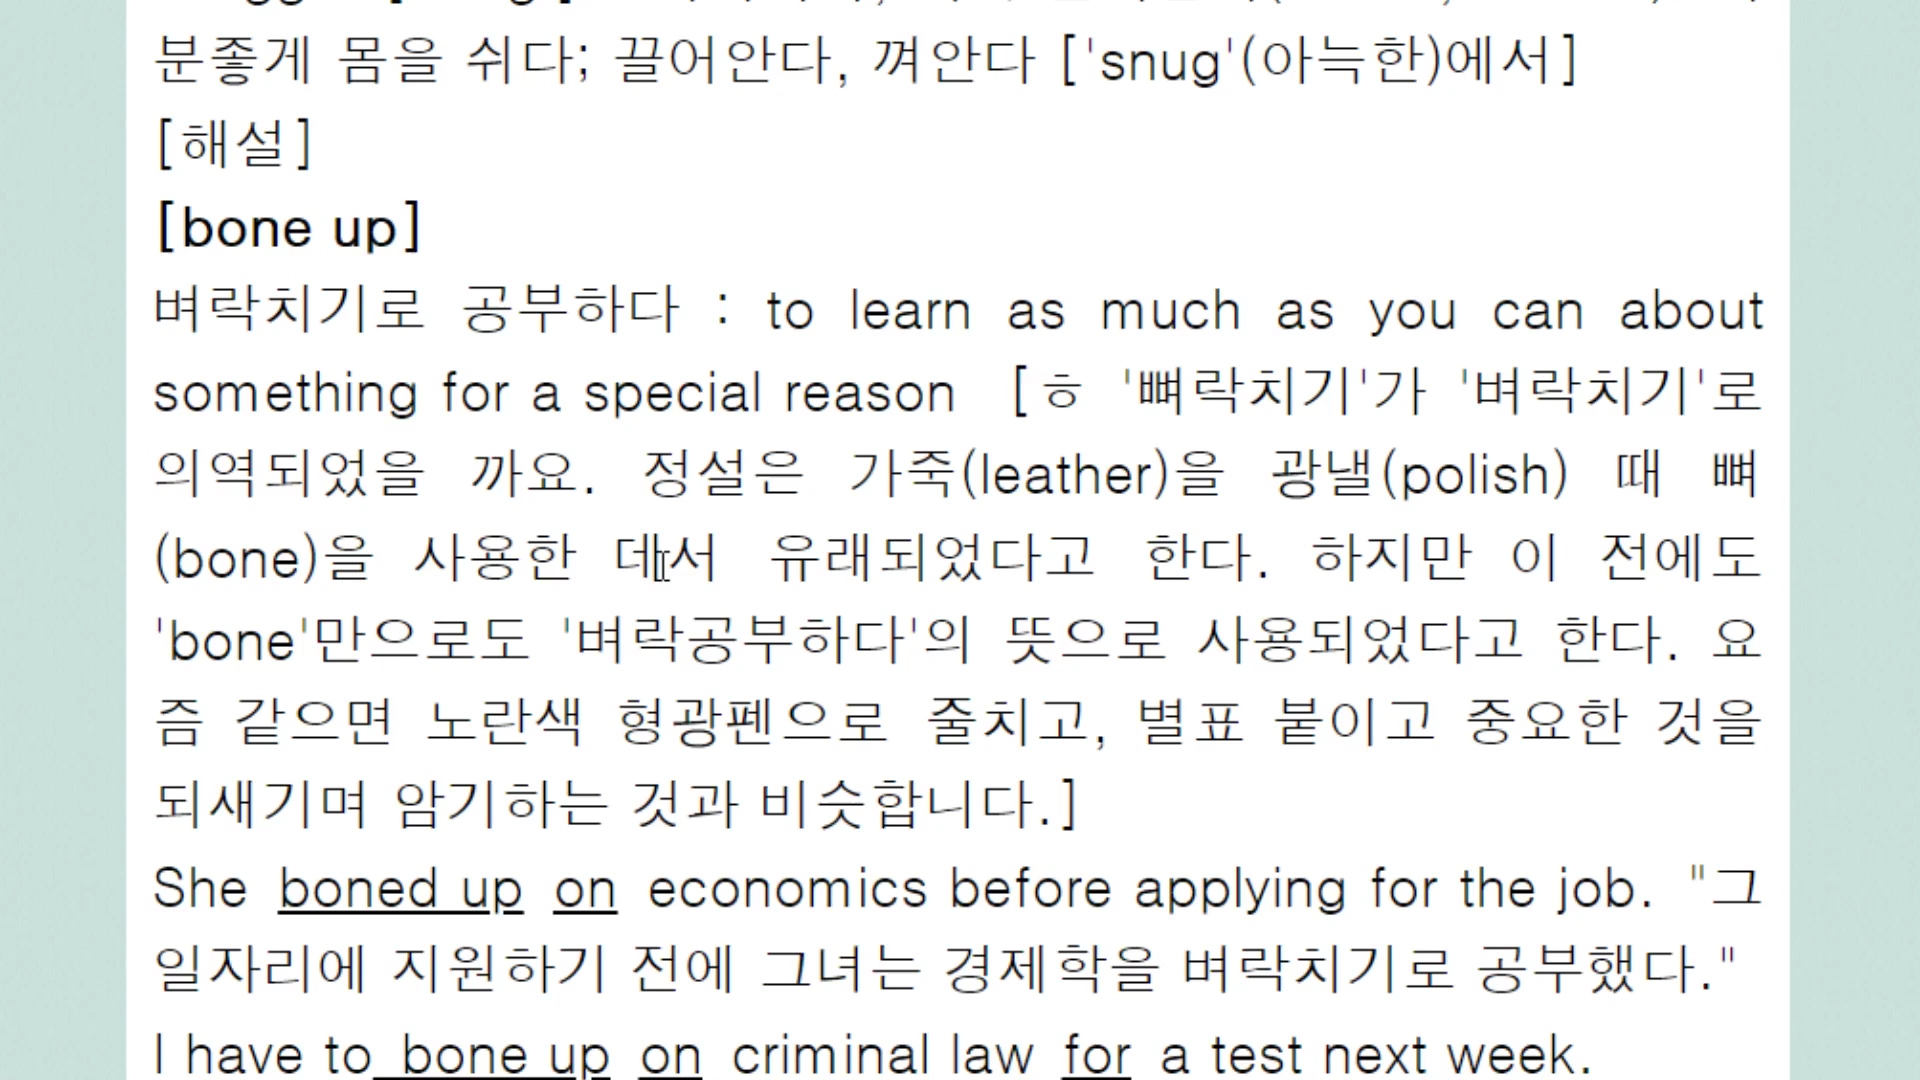 분좋게 몸을 쉬다; 끌어안다, 껴안다 ['snug'(아늑한)에서]
[해설]
[bone up]
벼락치기로 공부하다 : to learn as much as you can about
something for a special reason [ㅎ '뼈락치기'가 '벼락치기'로
의역되었을 까요. 정설은 가죽(leather)을 광낼(polish) 때 뼈
(bone)을 사용한 데서 유래되었다고 한다. 하지만 이 전에도
'bone'만으로도 '벼락공부하다'의 뜻으로 사용되었다고 한다. 요
즘 같으면 노란색 형광펜으로 줄치고, 별표 붙이고 중요한 것을
되새기며 암기하는 것과 비슷합니다.]
She boned up on economics before applying for the job. "그
일자리에 지원하기 전에 그녀는 경제학을 벼락치기로 공부했다."
I have to bone up on criminal law for a test next week.